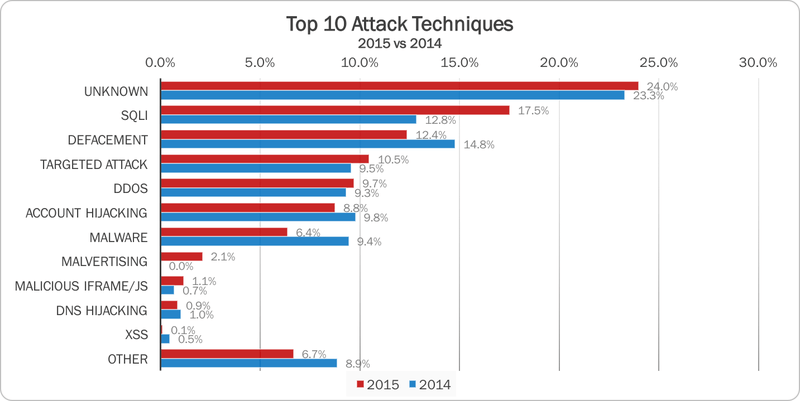 Top 10 Attack Techniques
2015 vs 2014
0.0% 5.0% 10.0% 15.0% 20.0% 25.0% 30.0%
UNKNOWN 24.0%
23.3%
SQLI 17.5%
12.8%
DEFACEMENT 12.4%
14.8%
TARGETED ATTACK 10.5%
9.5%
DDOS 9.7%
9.3%
ACCOUNT HIJACKING 8.8%
9.8%
MALWARE 6.4%
9.4%
MALVERTISING 2.1%
0.0%
MALICIOUS IFRAME/JS 1.1%
0.7%
DNS HIJACKING 0.9%
1.0%
XSS 0.1%
0.5%
OTHER 6.7%
8.9%
2015 2014